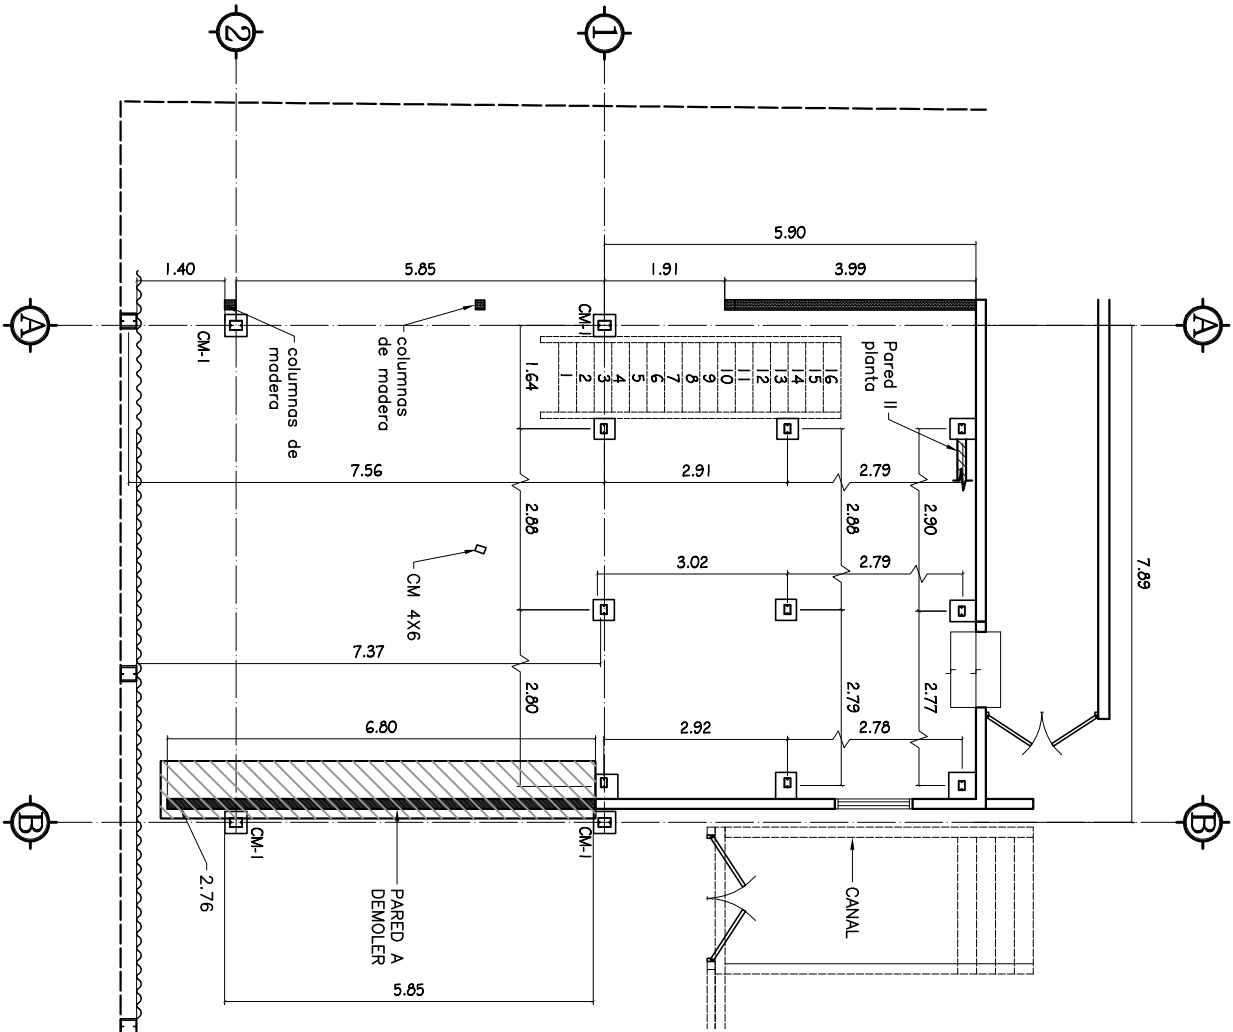 2
1
5.90
1.40
5.85
1.91
3.99
A
A
CM-1
CM-1
columnas de
madera
columnas
de madera
1.64
1
2
3
4
5
6
7
8
9
10
11
12
13
14
15
16
Pared II
planta
7.56
2.91
2.79
2.88
2.88
2.90
7.89
3.02
2.79
CM 4X6
7.37
2.80
2.79
2.77
6.80
2.92
2.78
B
B
CM-1
CM-1
2.76
PARED A
DEMOLER
CANAL
5.85